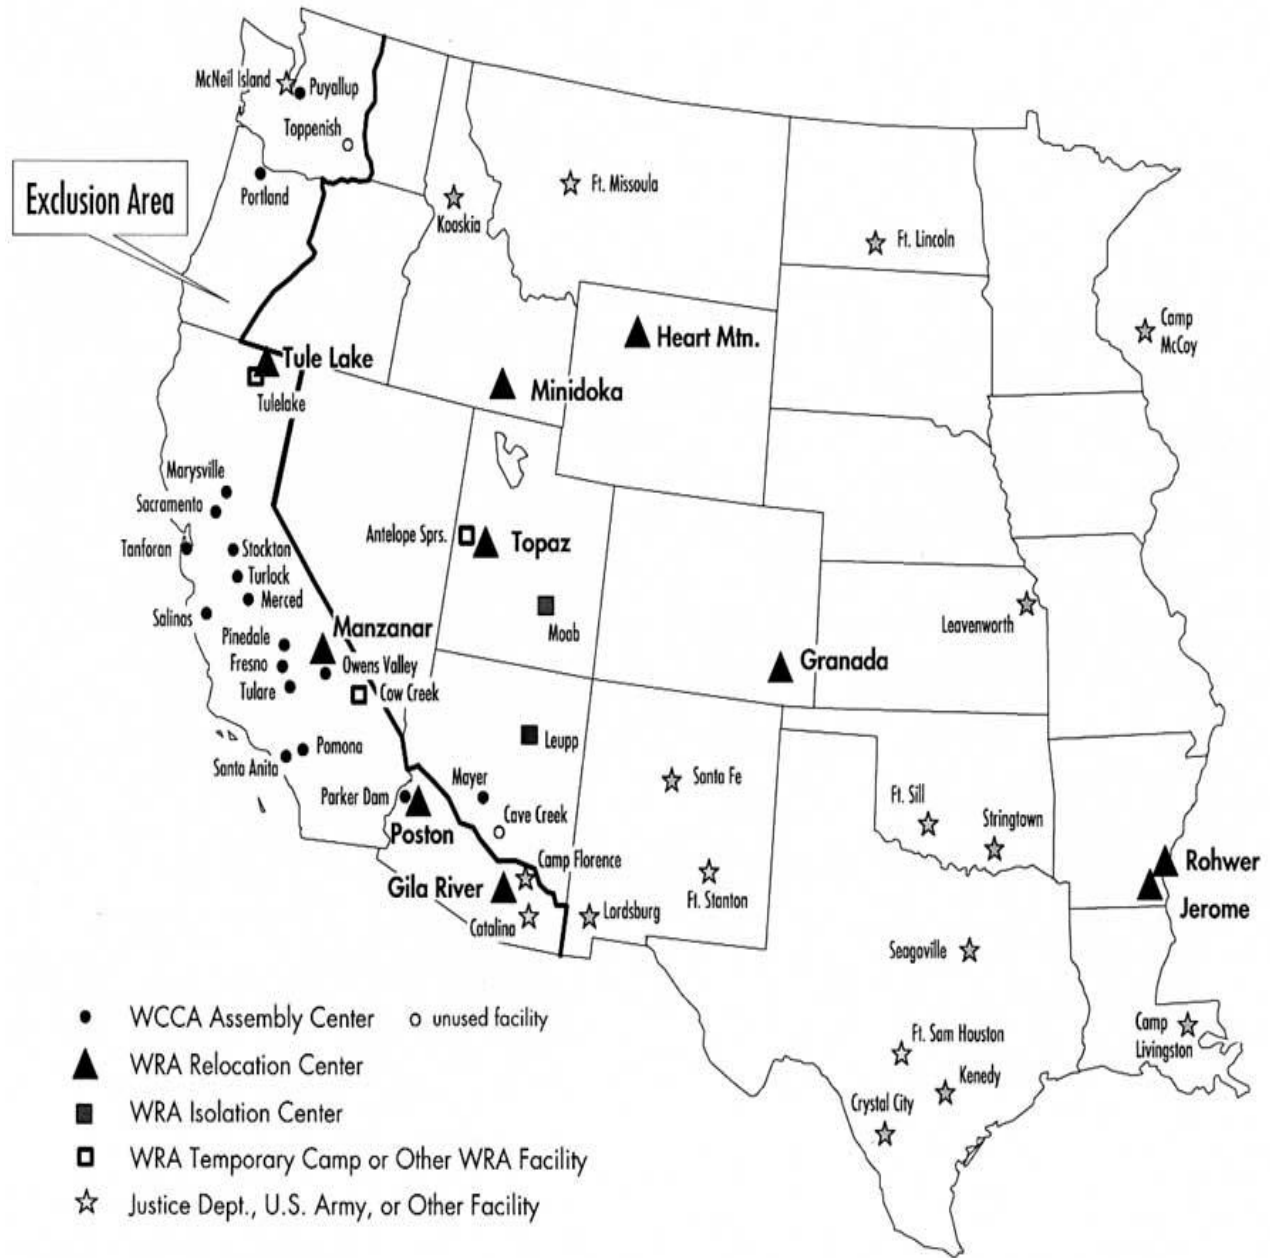 McNeil Island
Puyallup
Toppenish
Portland
Exclusion Area
Kooskia
Ft. Missoula
Ft. Lincoln
Camp
McCoy
Heart Mtn.
Tule Lake
Tulelake
Minidoka
Marysville
Sacramento
Tanforan
Stockton
Turlock
Merced
Salinas
Antelope Sprs.
Topaz
Moab
Leavenworth
Manzanar
Pinedale
Fresno
Tulare
Owens Valley
Cow Creek
Granada
Pomona
Santa Anita
Leupp
Parker Dam
Mayer
Cave Creek
Poston
Santa Fe
Ft. Sill
Stringtown
Camp Florence
Gila River
Catalina
Lordsburg
Ft. Stanton
Rohwer
Jerome
Seagoville
Ft. Sam Houston
Kenedy
Crystal City
Camp
Livingston
WCCA Assembly Center
unused facility
WRA Relocation Center
WRA Isolation Center
WRA Temporary Camp or Other WRA Facility
Justice Dept., U.S. Army, or Other Facility